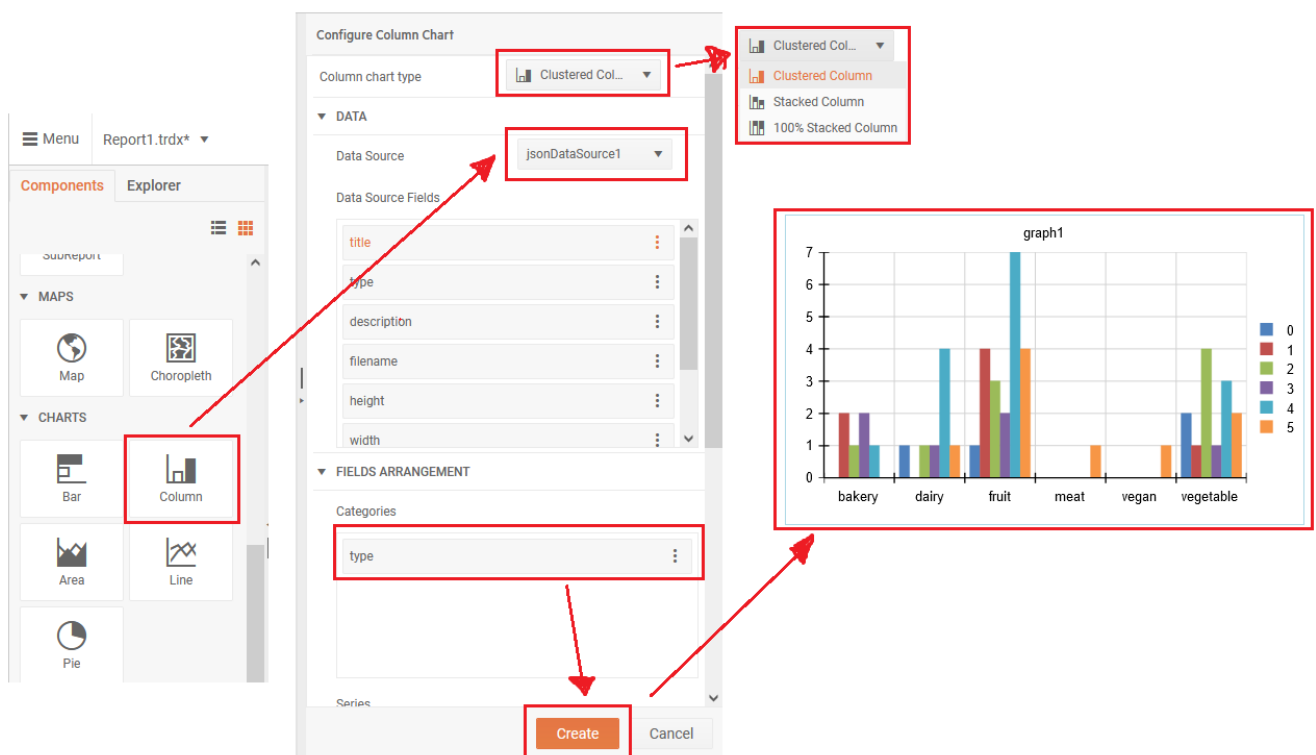 Menu
Report1.trdx*
Components
Explorer
SubReport
MAPS
Map
Choropleth
CHARTS
Bar
Column
Area
Line
Pie
Configure Column Chart
Column chart type
Clustered Col...
DATA
Data Source
jsonDataSource1
Data Source Fields
title
type
description
filename
height
width
FIELDS ARRANGEMENT
Categories
type
Series
Create
Cancel
Clustered Col...
Clustered Column
Stacked Column
100% Stacked Column
graph1
7
6
5
4
3
2
1
0
bakery dairy fruit meat vegan vegetable
0
1
2
3
4
5